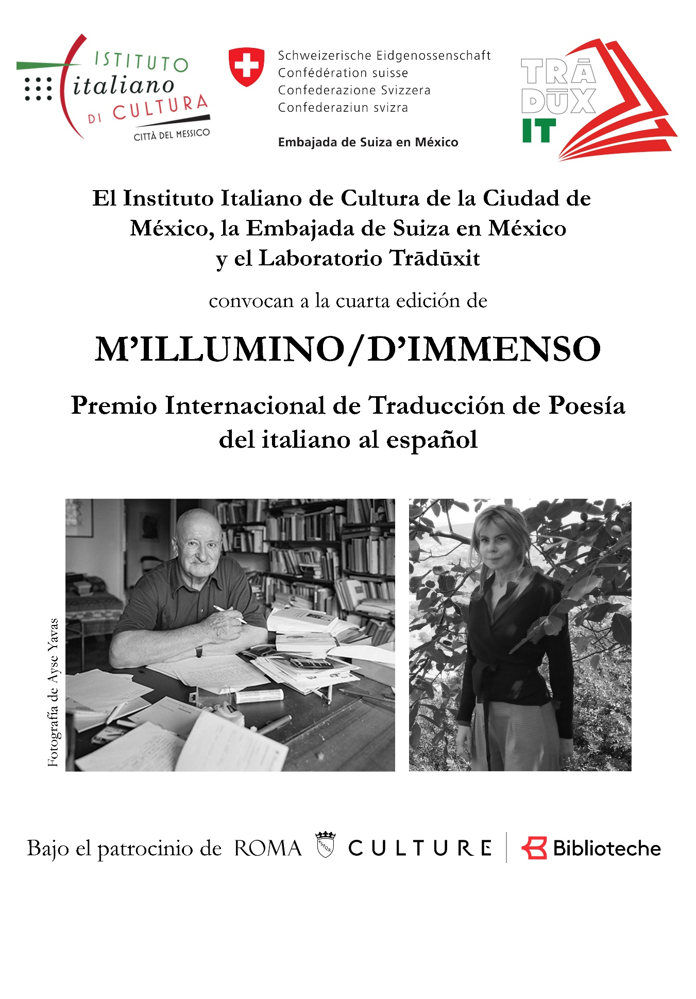 ISTITUTO
italiano
DI CULTURA
CITTÀ DEL MESSICO
Schweizerische Eidgenossenschaft
Confédération suisse
Confederazione Svizzera
Confederaziun svizra
Embajada de Suiza en México
TRĀ
DŪX
IT
El Instituto Italiano de Cultura de la Ciudad de
México, la Embajada de Suiza en México
y el Laboratorio Trādūxit
convocan a la cuarta edición de
M’ILLUMINO/D’IMMENSO
Premio Internacional de Traducción de Poesía
del italiano al español
Fotografía de Ayse Yavas
Bajo el patrocinio de ROMA SPQR CULTURE Biblioteche